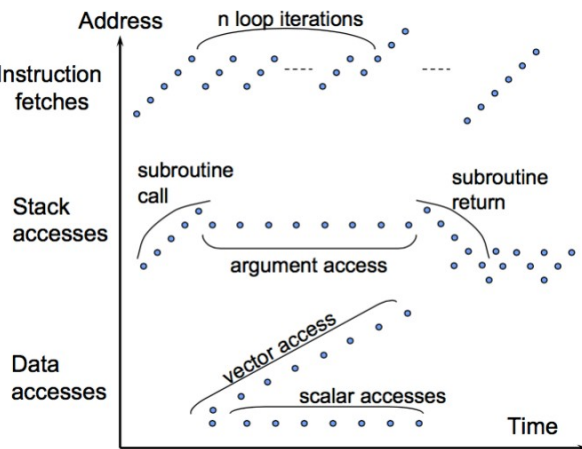 Address
n loop iterations
Instruction
fetches
subroutine
call
subroutine
return
Stack
accesses
argument access
vector access
Data
accesses
scalar accesses
Time